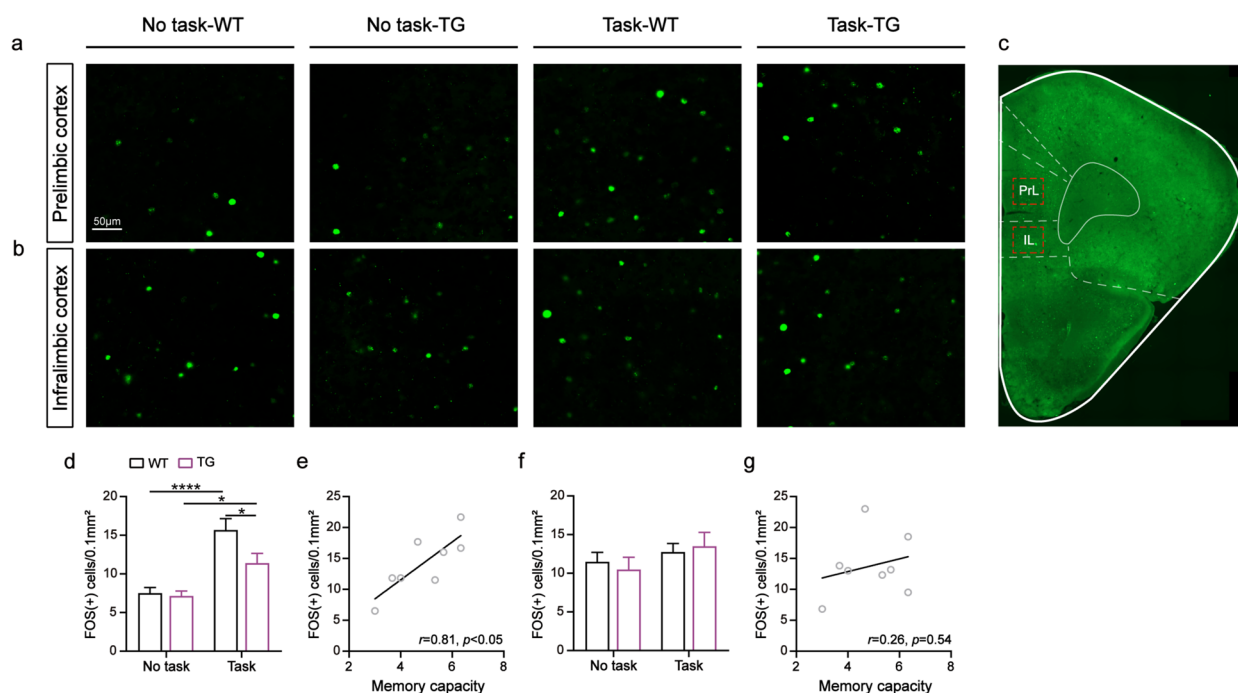 No task-WT No task-TG Task-WT Task-TG
a
c
Prelimbic cortex
50µm
PrL
IL
b
Infralimbic cortex
d
WT TG
FOS(+) cells/0.1mm²
20
15
10
5
0
****
*
*
No task Task
e
FOS(+) cells/0.1mm²
25
20
15
10
5
0
r=0.81, p<0.05
2 4 6 8
Memory capacity
f
FOS(+) cells/0.1mm²
20
15
10
5
0
No task Task
g
FOS(+) cells/0.1mm²
25
20
15
10
5
0
r=0.26, p=0.54
2 4 6 8
Memory capacity